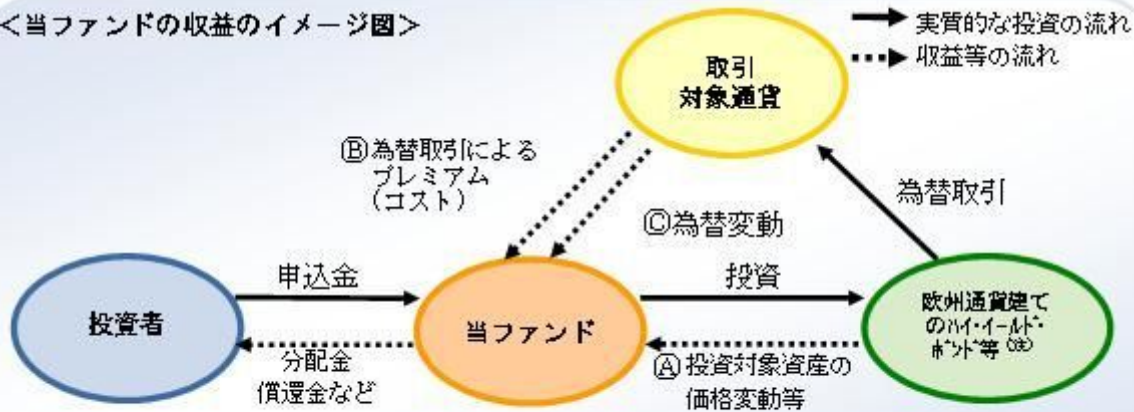 ＜当ファンドの収益のイメージ図＞
実質的な投資の流れ
収益等の流れ
取引
対象通貨
Ⓑ為替取引による
プレミアム
(コスト)
Ⓒ為替変動
為替取引
申込金
投資
投資者
当ファンド
欧州通貨建て
のﾊｲ・ｲｰﾙﾄﾞ・
ﾎﾞﾝﾄﾞ等(注)
分配金
償還金など
Ⓐ投資対象資産の
価格変動等